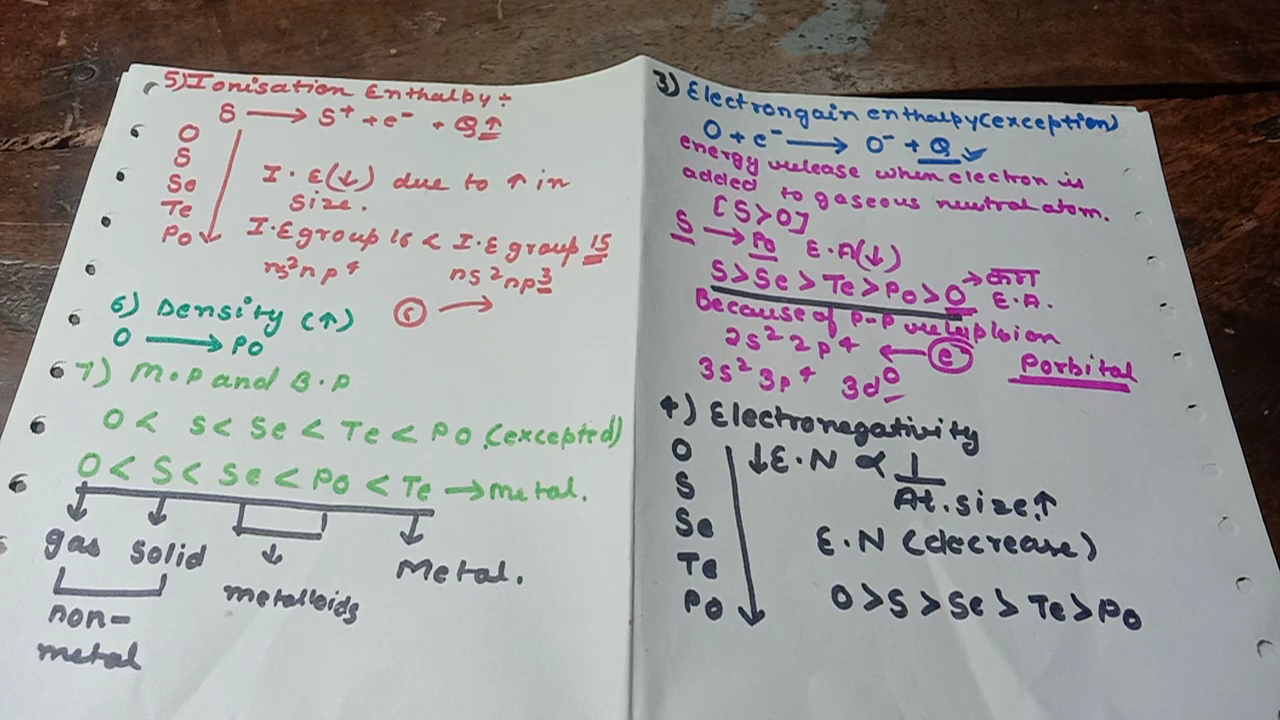 5) Ionisation Enthalpy ÷
S → S⁺ + e⁻ + Q↑
O
S
Se
Te
Po
I.E(↓) due to ↑ in
size.
I.E group 16 < I.E group 15
ns²np⁴ ns²np³
6) Density (↑)
O → Po
7) M.P and B.P
O < S < Se < Te < Po (excepted)
O < S < Se < Po < Te → metal.
gas solid
metalloids
Metal.
non-
metal
3) Electrongain enthalpy (exception)
O + e⁻ → O⁻ + Q
energy release when electron is
added to gaseous neutral atom.
[S>O]
S → Po E.A(↓)
S > Se > Te > Po > O → कम
E.A.
Because of P-P
2s² 2p⁴ ← e⁻
3s² 3p⁴ 3d⁰
Porbital
4) Electronegativity
O
S
Se
Te
Po
↓E.N ∝ 1
At. size↑
E.N (decrease)
O > S > Se > Te > Po